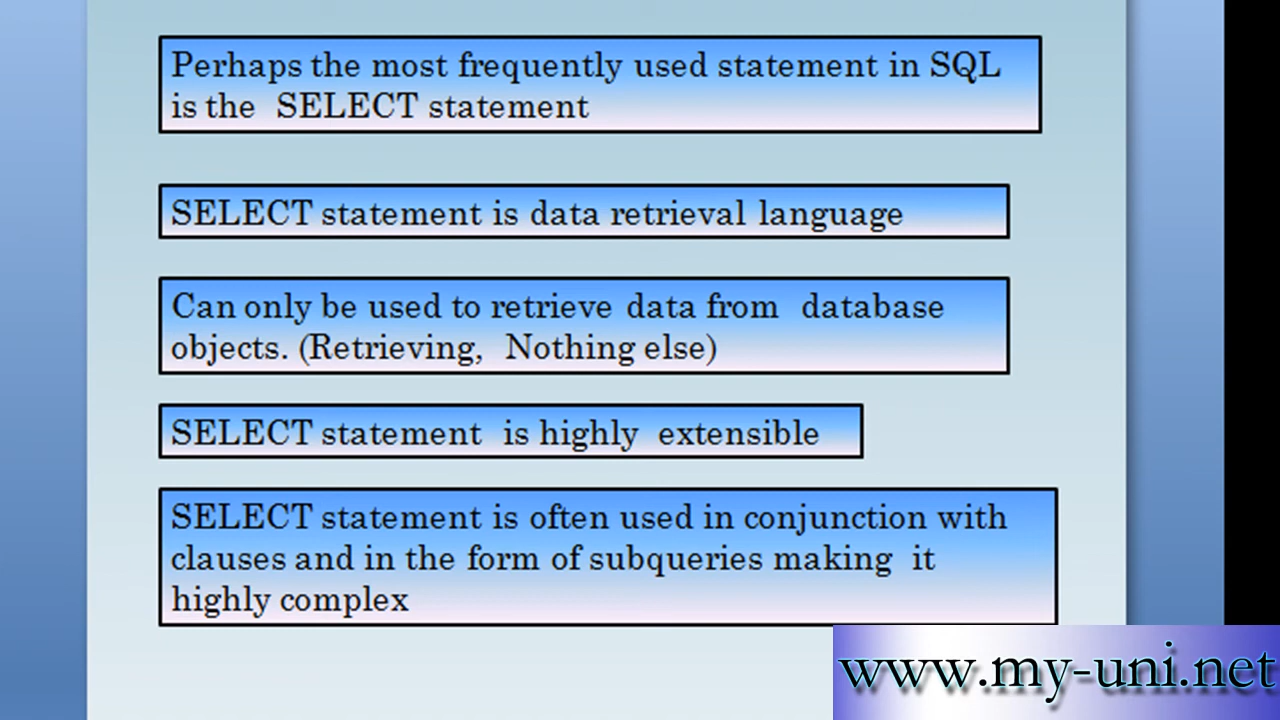 Perhaps the most frequently used statement in SQL
is the SELECT statement
SELECT statement is data retrieval language
Can only be used to retrieve data from database
objects. (Retrieving, Nothing else)
SELECT statement is highly extensible
SELECT statement is often used in conjunction with
clauses and in the form of subqueries making it
highly complex
www.my-uni.net